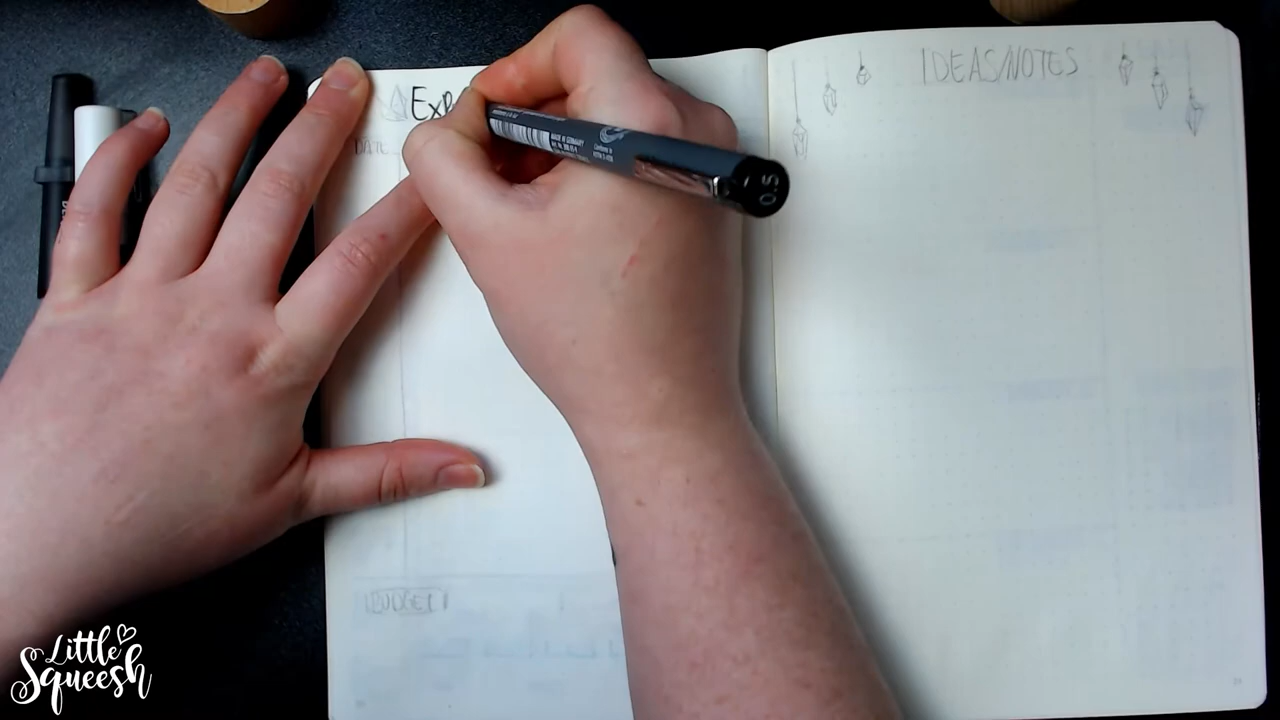 Exp
DATE
BUDGET
IDEAS/NOTES
MADE IN GERMANY
0.5
Little
Squeesh